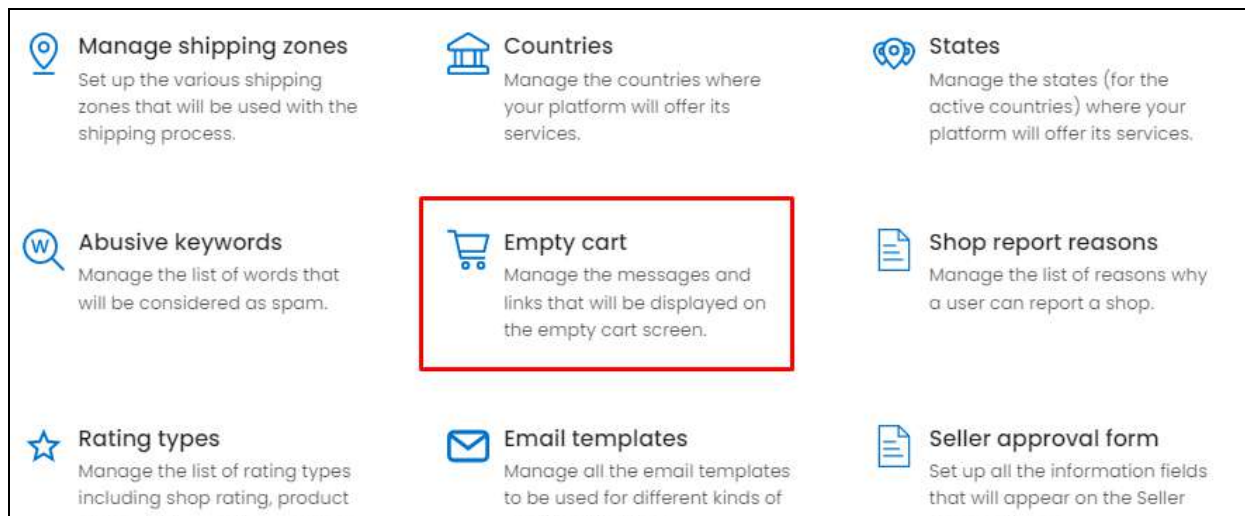 Manage shipping zones
Set up the various shipping
zones that will be used with the
shipping process.
Countries
Manage the countries where
your platform will offer its
services.
States
Manage the states (for the
active countries) where your
platform will offer its services.
W
Abusive keywords
Manage the list of words that
will be considered as spam.
Empty cart
Manage the messages and
links that will be displayed on
the empty cart screen.
Shop report reasons
Manage the list of reasons why
a user can report a shop.
Rating types
Manage the list of rating types
including shop rating, product
Email templates
Manage all the email templates
to be used for different kinds of
Seller approval form
Set up all the information fields
that will appear on the Seller